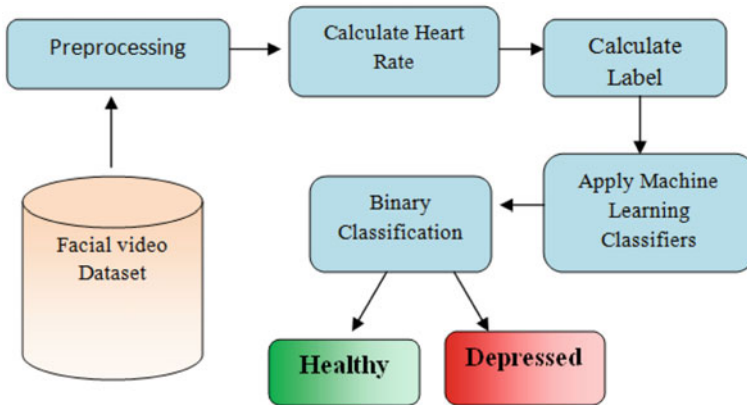 Preprocessing
Calculate Heart
Rate
Calculate
Label
Facial video
Dataset
Binary
Classification
Apply Machine
Learning
Classifiers
Healthy
Depressed